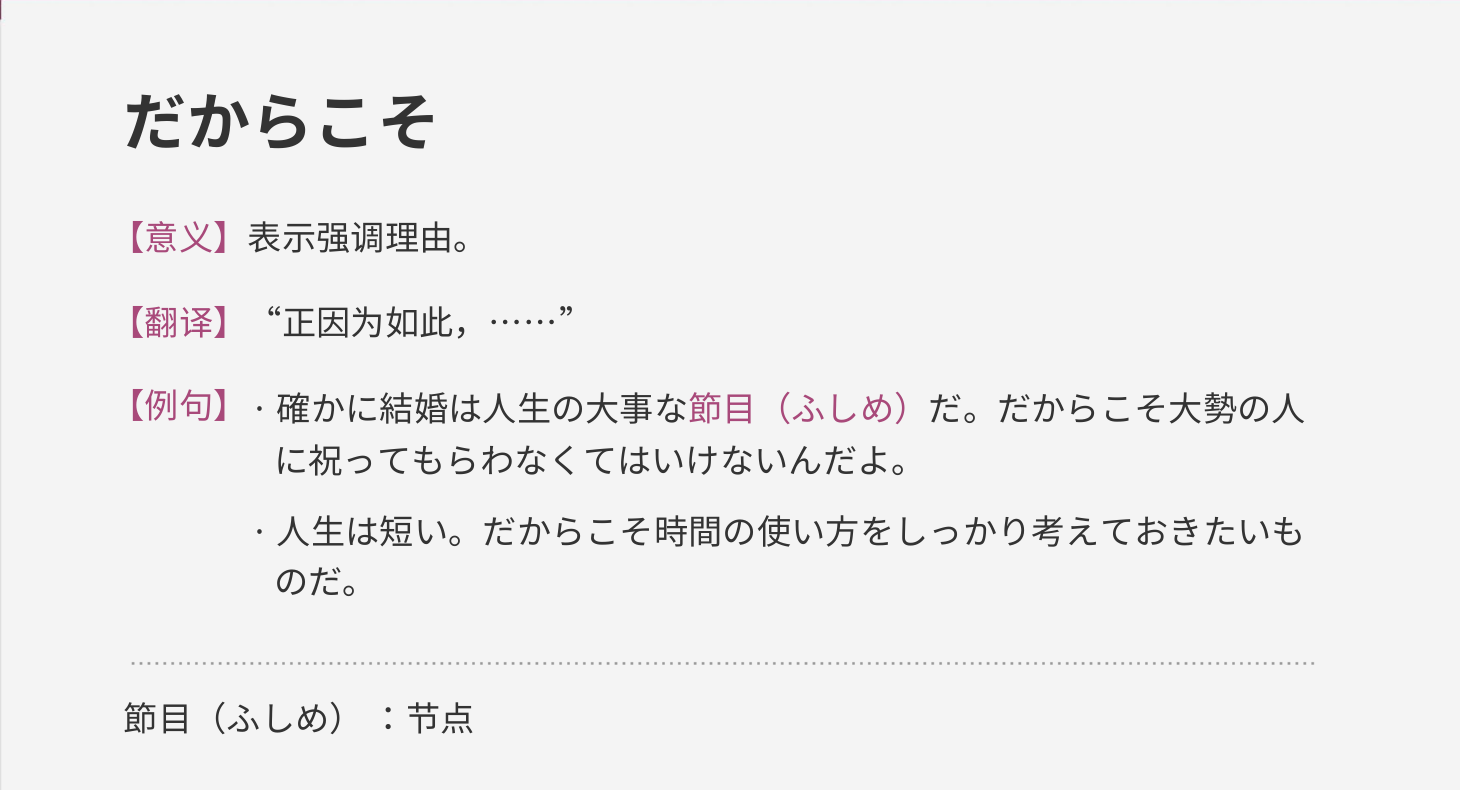 だからこそ
【意义】表示强调理由。
【翻译】“正因为如此，……”
【例句】· 確かに結婚は人生の大事な節目（ふしめ）だ。だからこそ大勢の人
に祝ってもらわなくてはいけないんだよ。
· 人生は短い。だからこそ時間の使い方をしっかり考えておきたいも
のだ。
節目（ふしめ）：节点